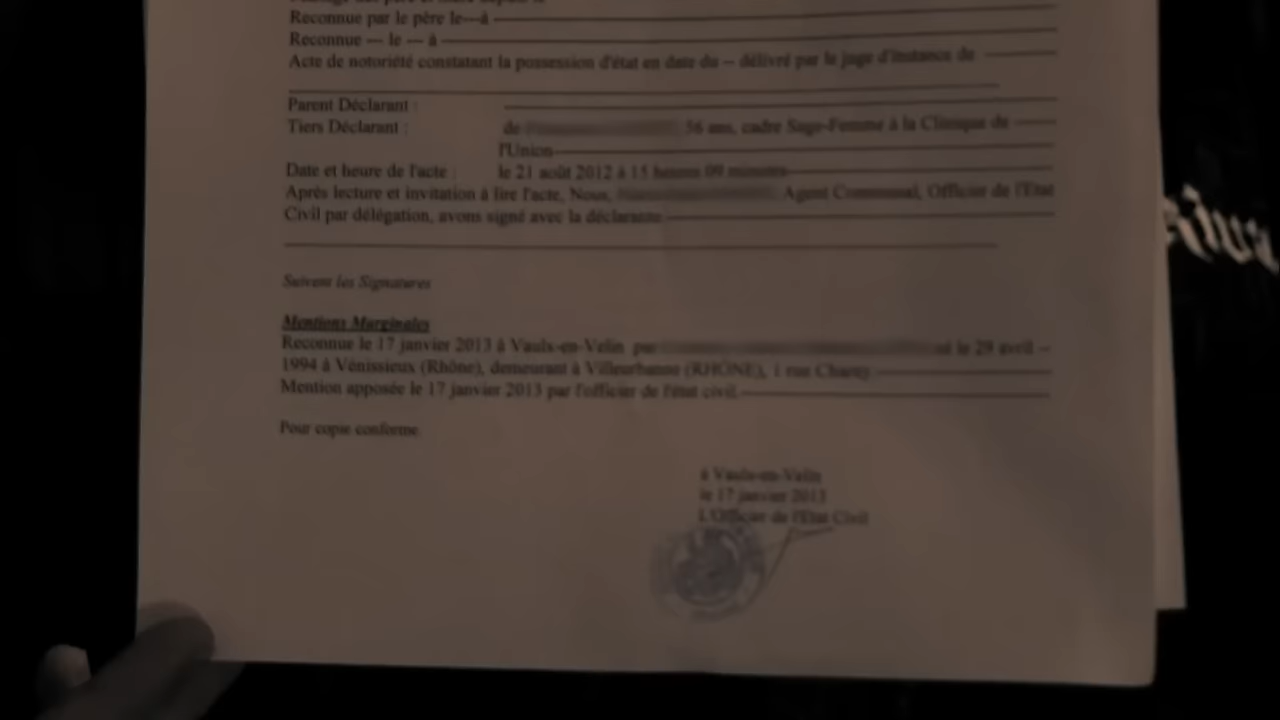 Reconnue par le père le---à
Reconnue --- le --- à
Acte de notoriété constatant la possession d'état en date du -- délivré par le juge d'instance de
Parent Déclarant :
Tiers Déclarant :
de 56 ans, cadre Sage-Femme à la Clinique de
l'Union
Date et heure de l'acte : le 21 août 2012 à 15 heures 09 minutes
Après lecture et invitation à lire l'acte, Nous, Agent Communal, Officier de l'Etat
Civil par délégation, avons signé avec la déclarante.
Suivent les Signatures
Mentions Marginales
Reconnue le 17 janvier 2013 à Vaulx-en-Velin par né le 29 avril --
1994 à Vénissieux (Rhône), demeurant à Villeurbanne (RHÔNE), 1 rue
Mention apposée le 17 janvier 2013 par l'officier de l'état civil.
Pour copie conforme
à Vaulx-en-Velin
le 17 janvier 2013
L'Officier de l'Etat Civil